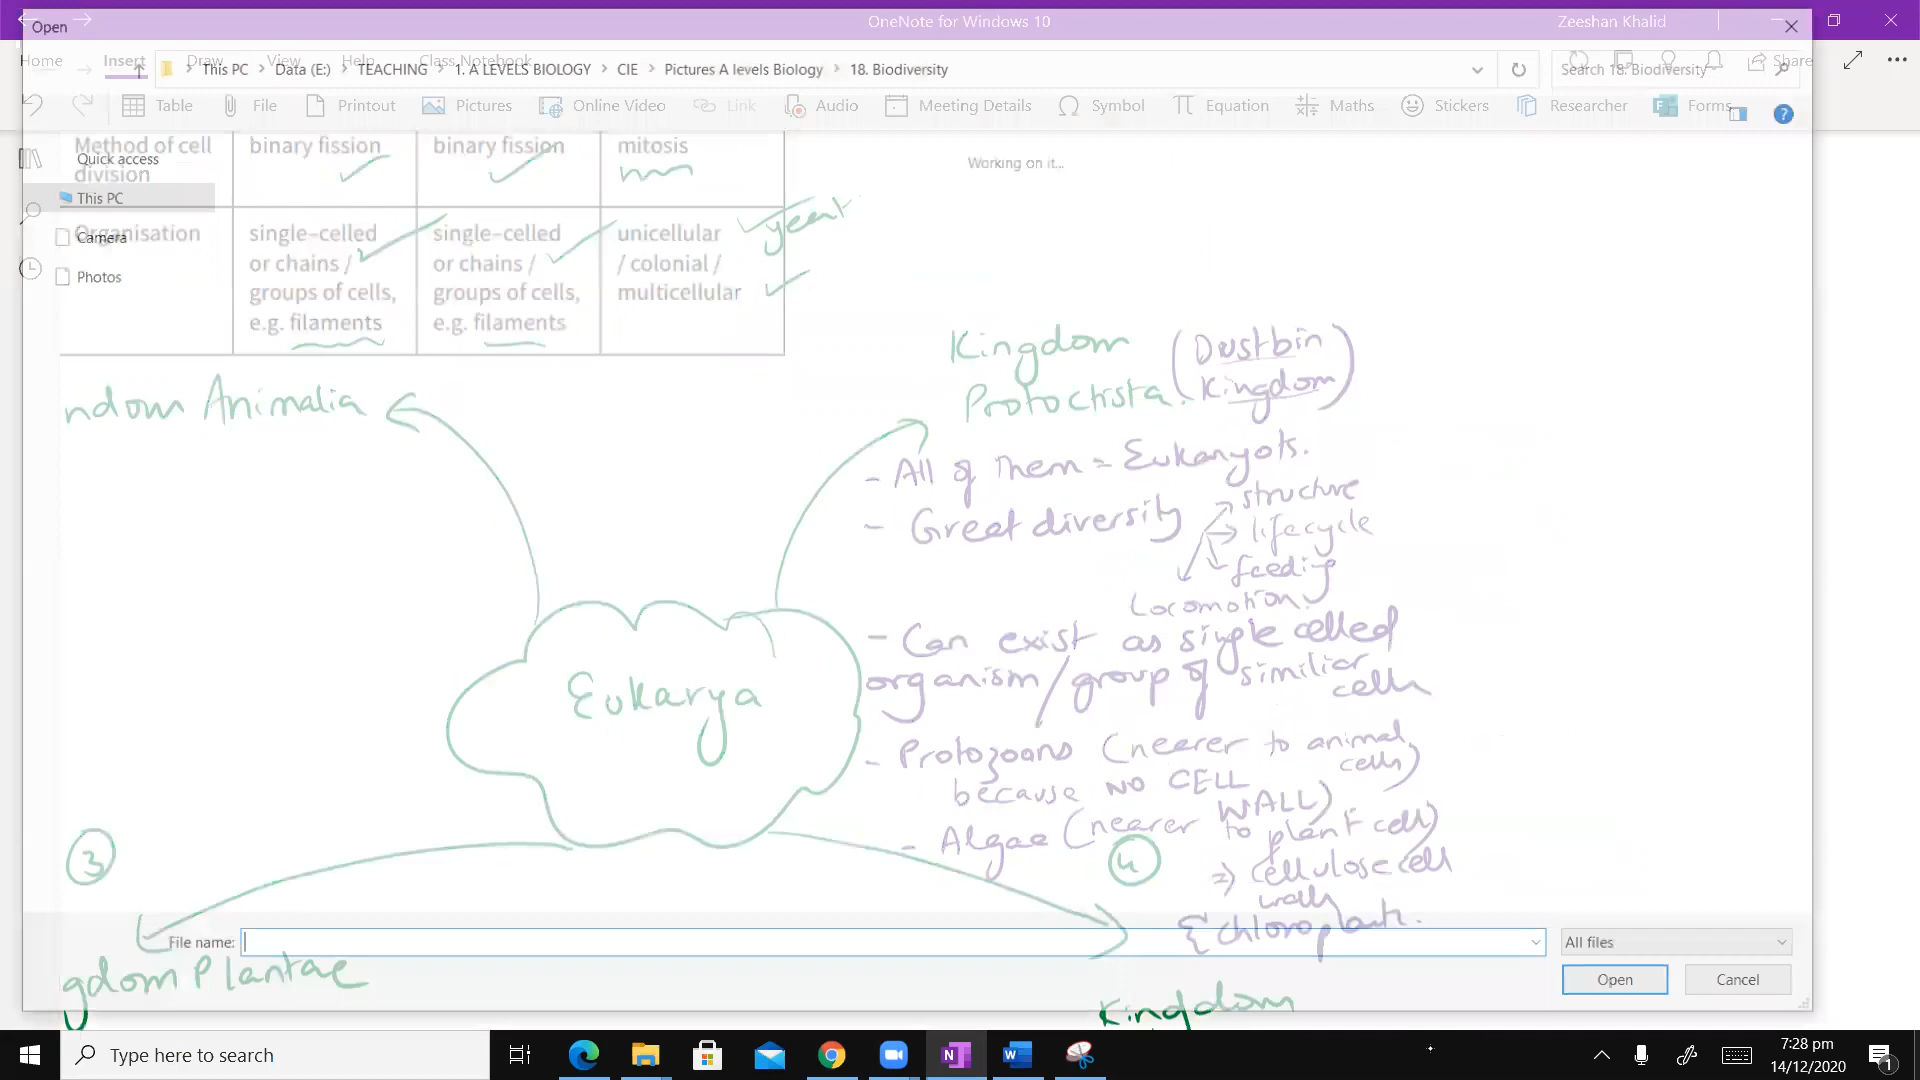 Open
OneNote for Windows 10
Zeeshan Khalid
Home Insert Draw View Help Class Notebook Share
This PC Data (E:) TEACHING 1. A LEVELS BIOLOGY CIE Pictures A levels Biology 18. Biodiversity
Search 18. Biodiversity
Table File Printout Pictures Online Video Link Audio Meeting Details Symbol Equation Maths Stickers Researcher Forms
Quick access
This PC
Camera
Photos
Working on it...
Method of cell
division
binary fission
binary fission
mitosis
Organisation
single-celled
or chains /
groups of cells,
e.g. filaments
single-celled
or chains /
groups of cells,
e.g. filaments
unicellular
/ colonial /
multicellular
yeast
Kingdom
Protoctista.
(Dustbin
Kingdom)
- All of them = Eukaryots.
- Great diversity
structure
lifecycle
feeding
Locomotion.
- Can exist as single celled
organism/group of similiar
cells
- Protozoans (nearer to animal
cells)
because NO CELL
WALL)
- Algae (nearer to plant cell)
=> cellulose cell
walls
& chloroplasts.
ndom Animalia
Eukarya
3
4
gdom Plantae
Kingdom
File name:
All files
Open
Cancel
Type here to search
7:28 pm
14/12/2020
1